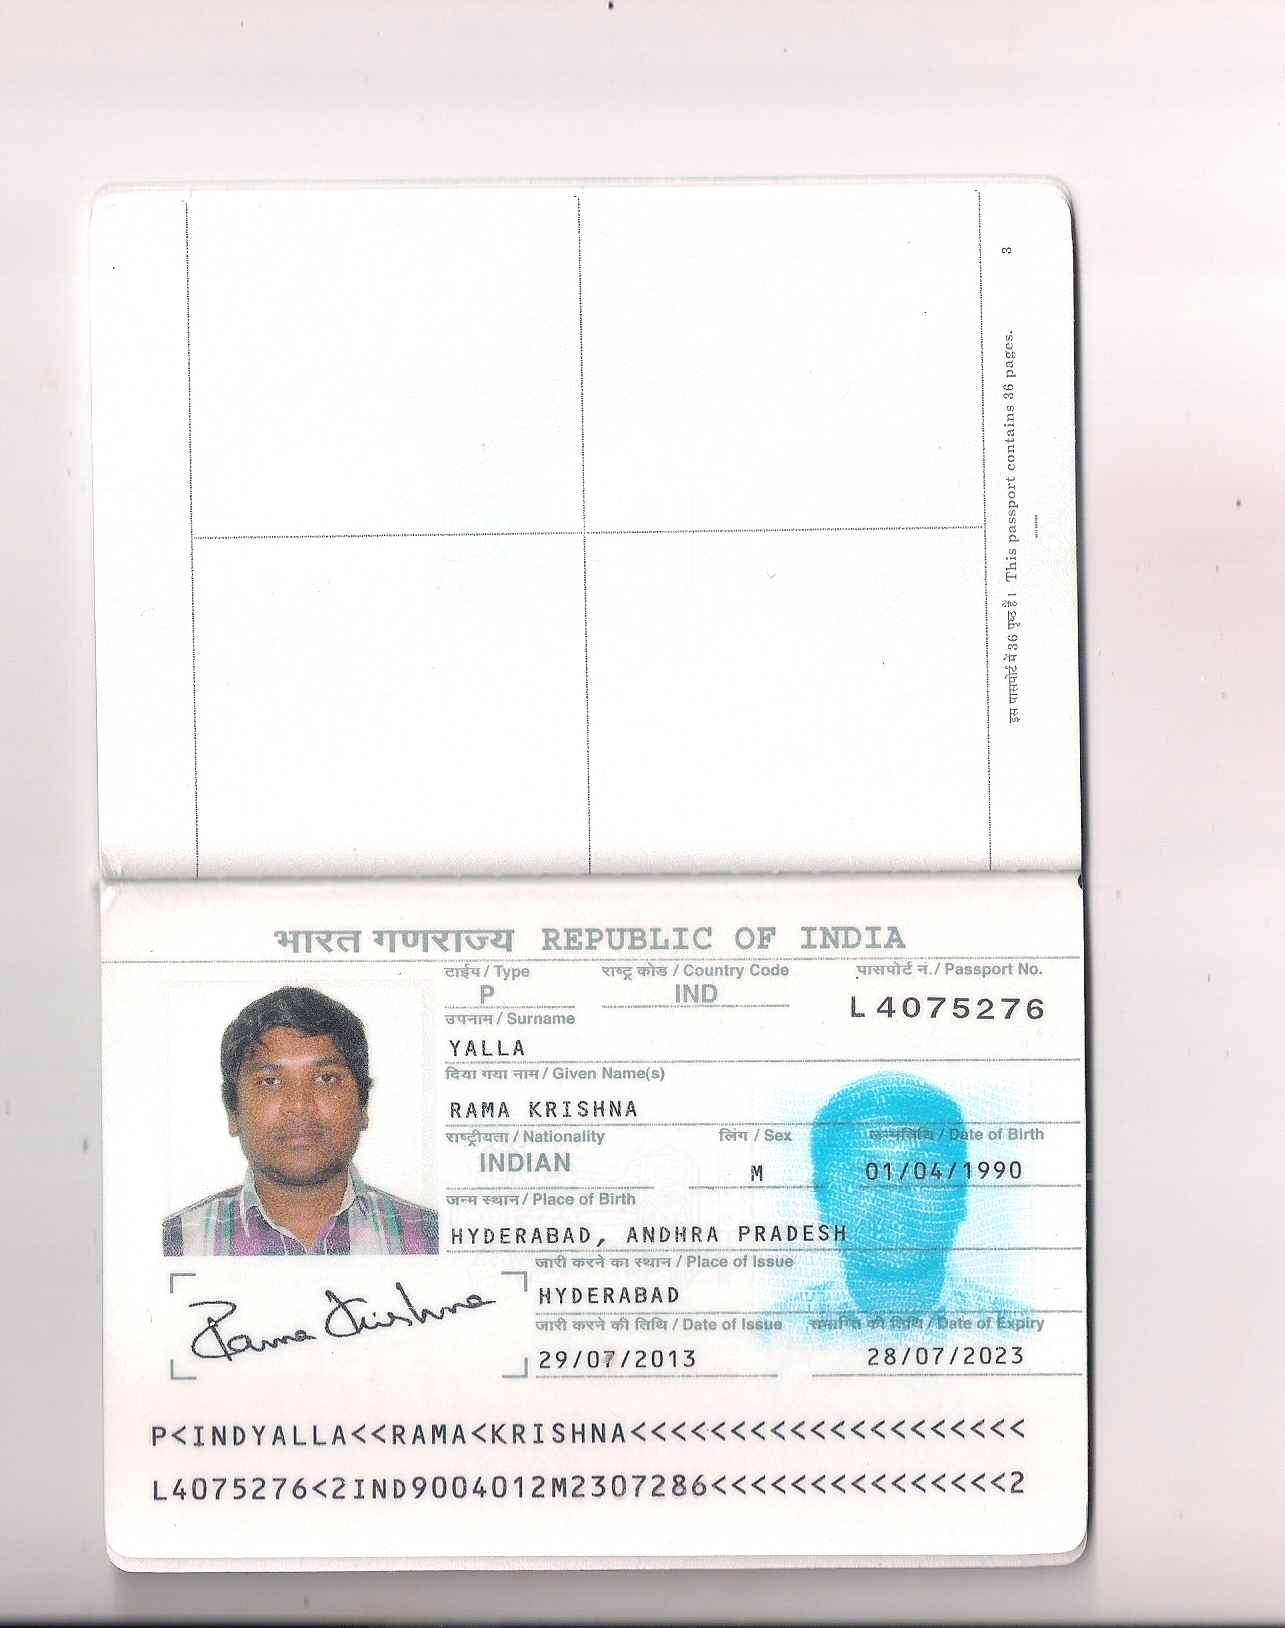 3
इस पासपोर्ट में 36 पृष्ठ हैं। This passport contains 36 pages.
भारत गणराज्य REPUBLIC OF INDIA
टाईप / Type राष्ट्र कोड / Country Code पासपोर्ट नं. / Passport No.
P IND L4075276
उपनाम / Surname
YALLA
दिया गया नाम / Given Name(s)
RAMA KRISHNA
राष्ट्रीयता / Nationality लिंग / Sex जन्मतिथि / Date of Birth
INDIAN M 01/04/1990
जन्म स्थान / Place of Birth
HYDERABAD, ANDHRA PRADESH
जारी करने का स्थान / Place of Issue
HYDERABAD
Rama Krishna
जारी करने की तिथि / Date of Issue समाप्ति की तिथि / Date of Expiry
29/07/2013 28/07/2023
P<INDYALLA<<RAMA<KRISHNA<<<<<<<<<<<<<<<<<<<<
L4075276<2IND9004012M2307286<<<<<<<<<<<<<<<2